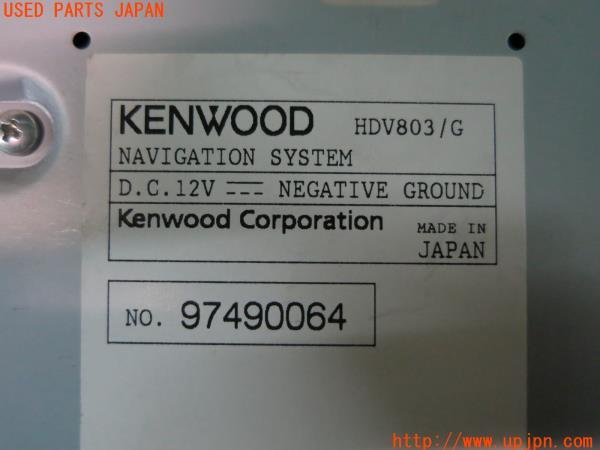 USED PARTS JAPAN
KENWOOD HDV803/G
NAVIGATION SYSTEM
D.C.12V ⎓ NEGATIVE GROUND
Kenwood Corporation MADE IN
JAPAN
NO. 97490064
http://www.upjpn.com/